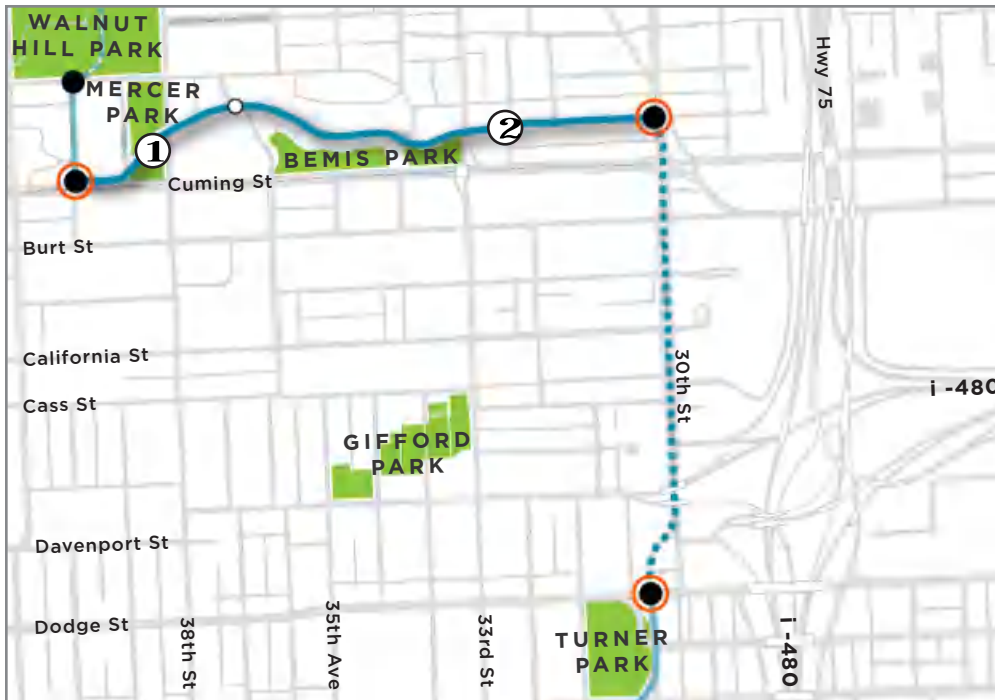 WALNUT
HILL PARK
MERCER
PARK
1
2
BEMIS PARK
Cuming St
Hwy 75
Burt St
California St
Cass St
30th St
i -480
GIFFORD
PARK
Davenport St
Dodge St
38th St
35th Ave
33rd St
TURNER
PARK
i -480